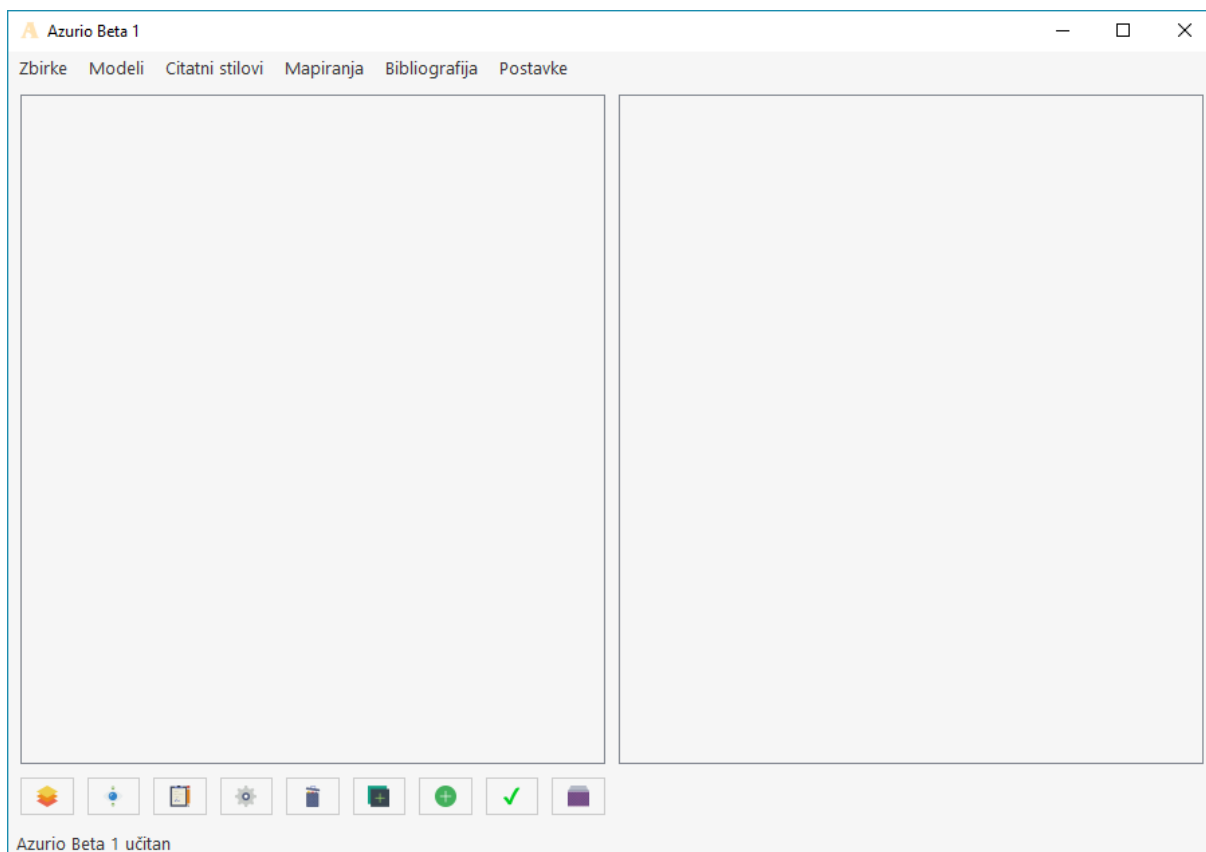 Azurio Beta 1
Zbirke Modeli Citatni stilovi Mapiranja Bibliografija Postavke
Azurio Beta 1 učitan